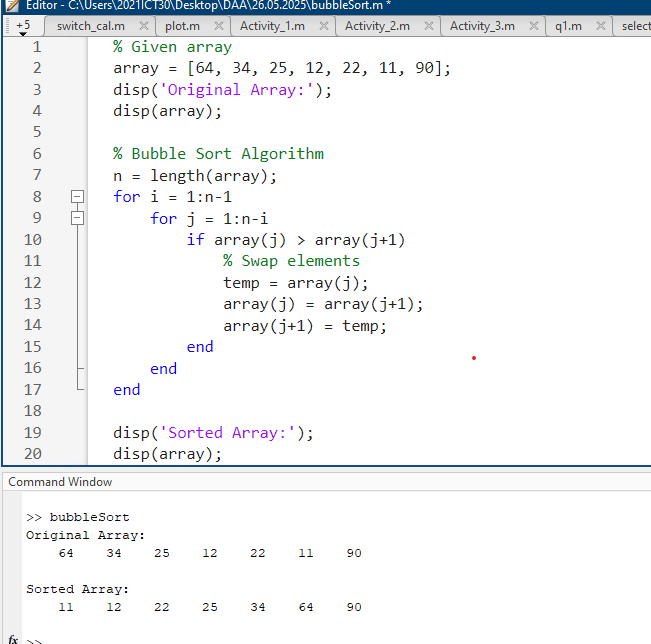 Editor - C:\Users\2021ICT30\Desktop\DAA\26.05.2025\bubbleSort.m *
+5 switch_cal.m plot.m Activity_1.m Activity_2.m Activity_3.m q1.m select
1 % Given array
2 array = [64, 34, 25, 12, 22, 11, 90];
3 disp('Original Array:');
4 disp(array);
5
6 % Bubble Sort Algorithm
7 n = length(array);
8 for i = 1:n-1
9 for j = 1:n-i
10 if array(j) > array(j+1)
11 % Swap elements
12 temp = array(j);
13 array(j) = array(j+1);
14 array(j+1) = temp;
15 end
16 end
17 end
18
19 disp('Sorted Array:');
20 disp(array);
Command Window
>> bubbleSort
Original Array:
64 34 25 12 22 11 90
Sorted Array:
11 12 22 25 34 64 90
fx >>